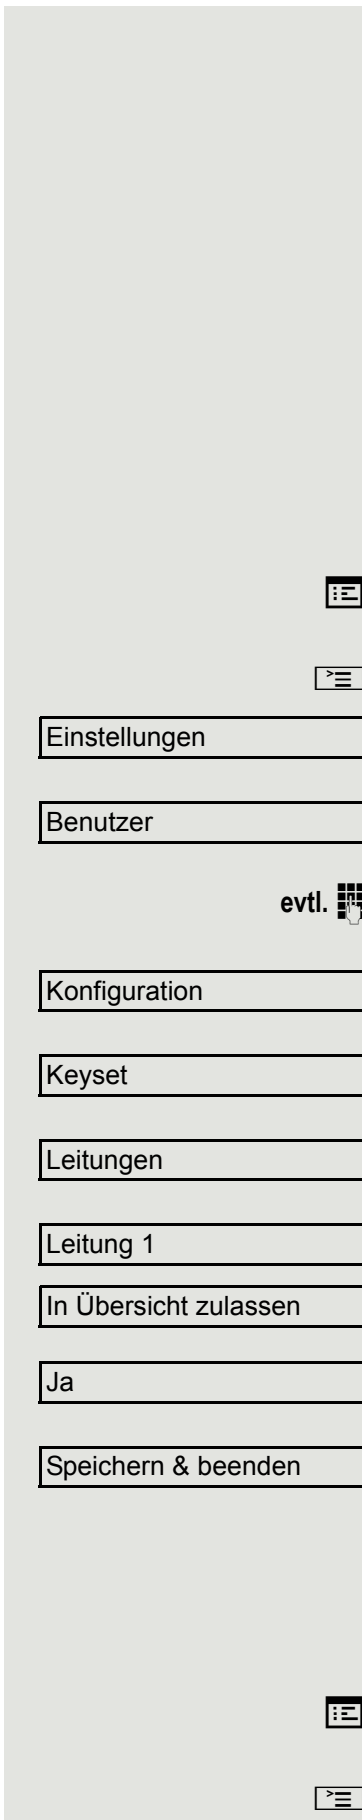 Einstellungen
Benutzer
evtl.
Konfiguration
Keyset
Leitungen
Leitung 1
In Übersicht zulassen
Ja
Speichern & beenden